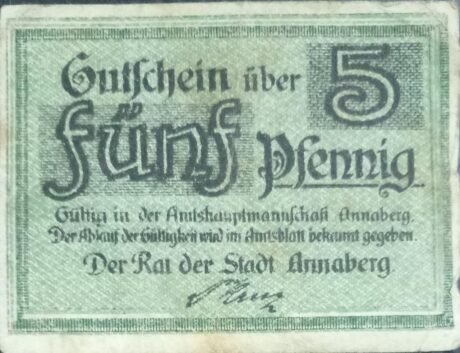 Gutschein über 5
fünf Pfennig
Gültig in der Amtshauptmannschaft Annaberg.
Der Ablauf der Gültigkeit wird im Amtsblatt bekannt gegeben.
Der Rat der Stadt Annaberg